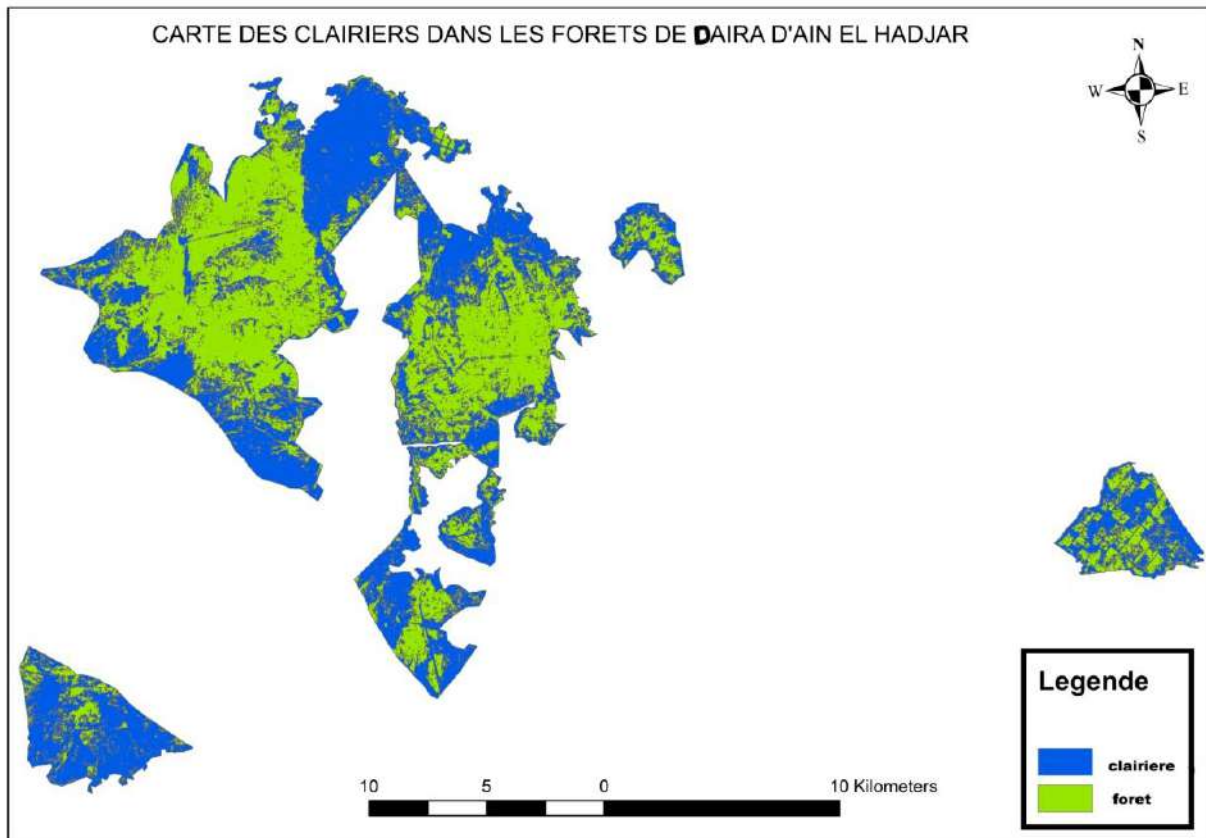 CARTE DES CLAIRIERS DANS LES FORETS DE DAIRA D'AIN EL HADJAR
N
W E
S
Legende
clairiere
foret
10 5 0 10 Kilometers